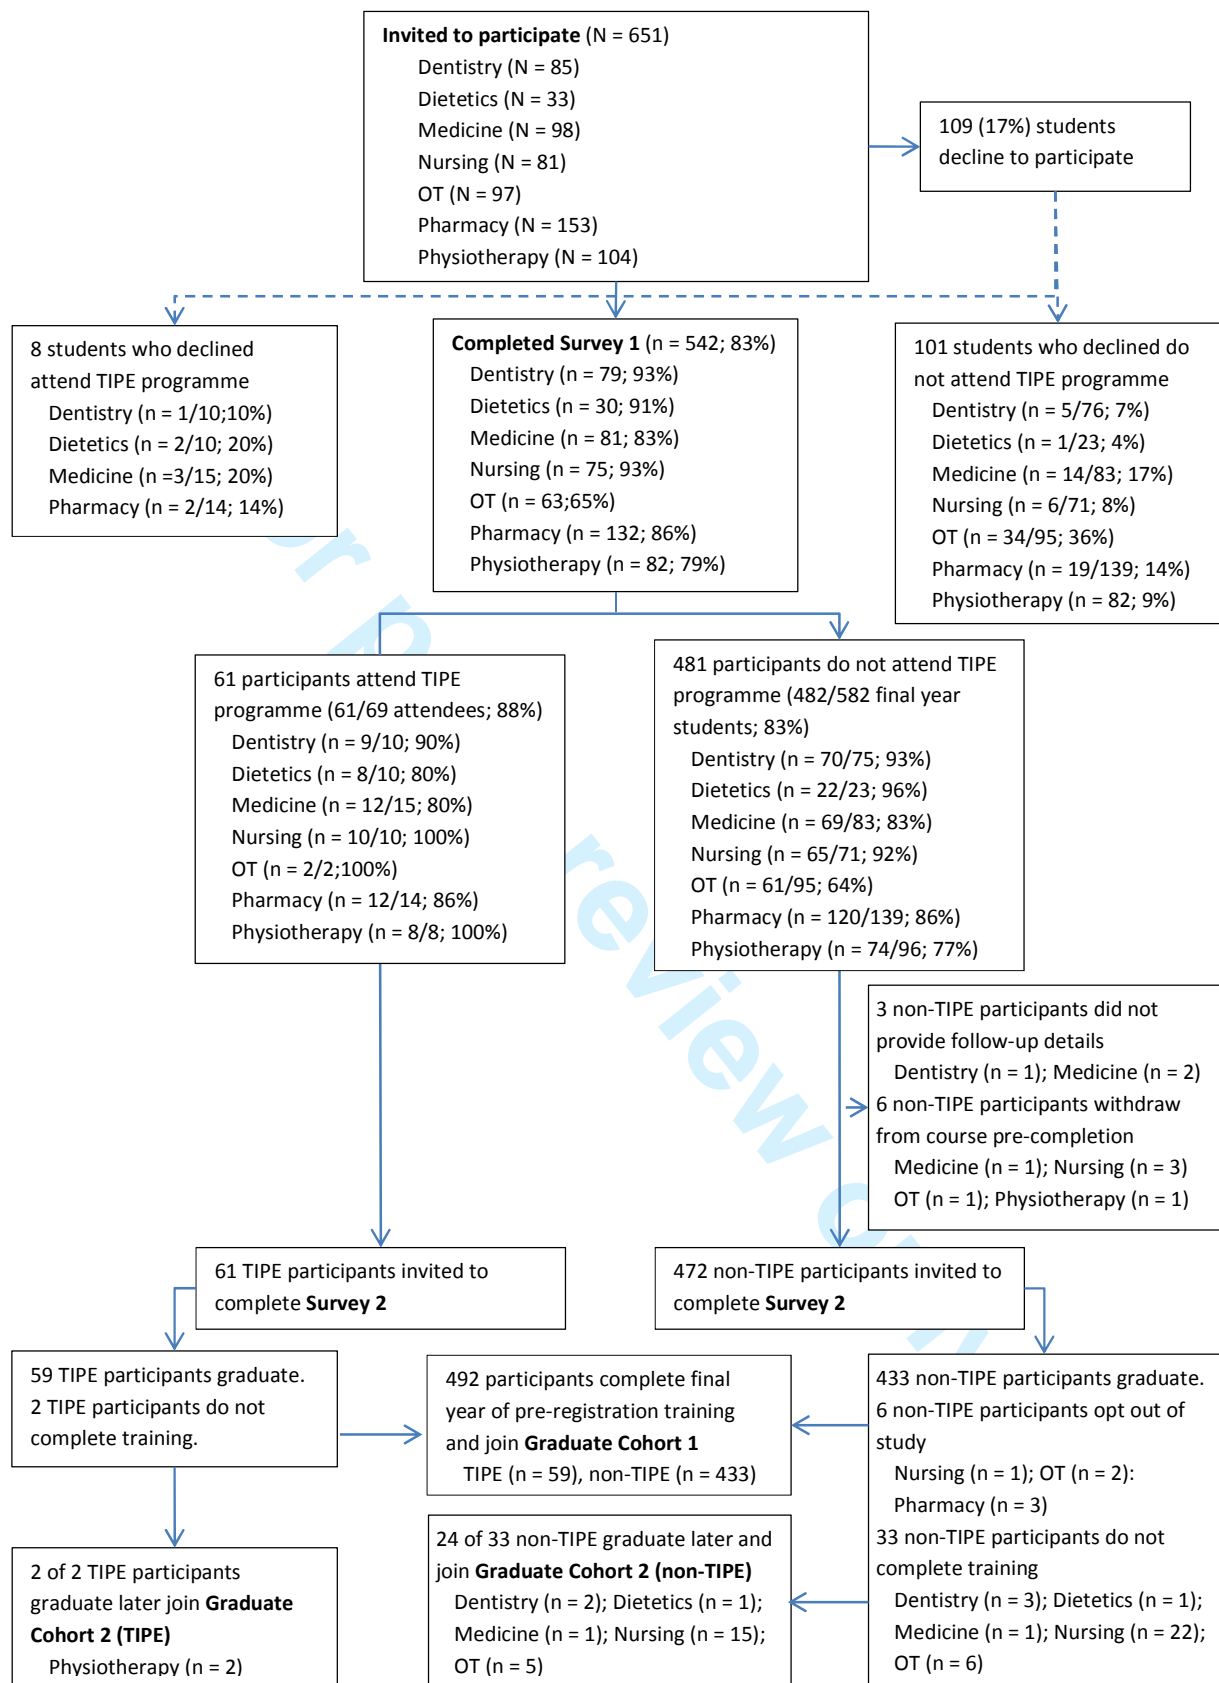 Invited to participate (N = 651)
Dentistry (N = 85)
Dietetics (N = 33)
Medicine (N = 98)
Nursing (N = 81)
OT (N = 97)
Pharmacy (N = 153)
Physiotherapy (N = 104)
109 (17%) students
decline to participate
8 students who declined
attend TIPE programme
Dentistry (n = 1/10;10%)
Dietetics (n = 2/10; 20%)
Medicine (n =3/15; 20%)
Pharmacy (n = 2/14; 14%)
Completed Survey 1 (n = 542; 83%)
Dentistry (n = 79; 93%)
Dietetics (n = 30; 91%)
Medicine (n = 81; 83%)
Nursing (n = 75; 93%)
OT (n = 63;65%)
Pharmacy (n = 132; 86%)
Physiotherapy (n = 82; 79%)
101 students who declined do
not attend TIPE programme
Dentistry (n = 5/76; 7%)
Dietetics (n = 1/23; 4%)
Medicine (n = 14/83; 17%)
Nursing (n = 6/71; 8%)
OT (n = 34/95; 36%)
Pharmacy (n = 19/139; 14%)
Physiotherapy (n = 82; 9%)
61 participants attend TIPE
programme (61/69 attendees; 88%)
Dentistry (n = 9/10; 90%)
Dietetics (n = 8/10; 80%)
Medicine (n = 12/15; 80%)
Nursing (n = 10/10; 100%)
OT (n = 2/2;100%)
Pharmacy (n = 12/14; 86%)
Physiotherapy (n = 8/8; 100%)
481 participants do not attend TIPE
programme (482/582 final year
students; 83%)
Dentistry (n = 70/75; 93%)
Dietetics (n = 22/23; 96%)
Medicine (n = 69/83; 83%)
Nursing (n = 65/71; 92%)
OT (n = 61/95; 64%)
Pharmacy (n = 120/139; 86%)
Physiotherapy (n = 74/96; 77%)
3 non-TIPE participants did not
provide follow-up details
Dentistry (n = 1); Medicine (n = 2)
6 non-TIPE participants withdraw
from course pre-completion
Medicine (n = 1); Nursing (n = 3)
OT (n = 1); Physiotherapy (n = 1)
61 TIPE participants invited to
complete Survey 2
472 non-TIPE participants invited to
complete Survey 2
59 TIPE participants graduate.
2 TIPE participants do not
complete training.
492 participants complete final
year of pre-registration training
and join Graduate Cohort 1
TIPE (n = 59), non-TIPE (n = 433)
433 non-TIPE participants graduate.
6 non-TIPE participants opt out of
study
Nursing (n = 1); OT (n = 2):
Pharmacy (n = 3)
33 non-TIPE participants do not
complete training
Dentistry (n = 3); Dietetics (n = 1);
Medicine (n = 1); Nursing (n = 22);
OT (n = 6)
2 of 2 TIPE participants
graduate later join Graduate
Cohort 2 (TIPE)
Physiotherapy (n = 2)
24 of 33 non-TIPE graduate later and
join Graduate Cohort 2 (non-TIPE)
Dentistry (n = 2); Dietetics (n = 1);
Medicine (n = 1); Nursing (n = 15);
OT (n = 5)
review